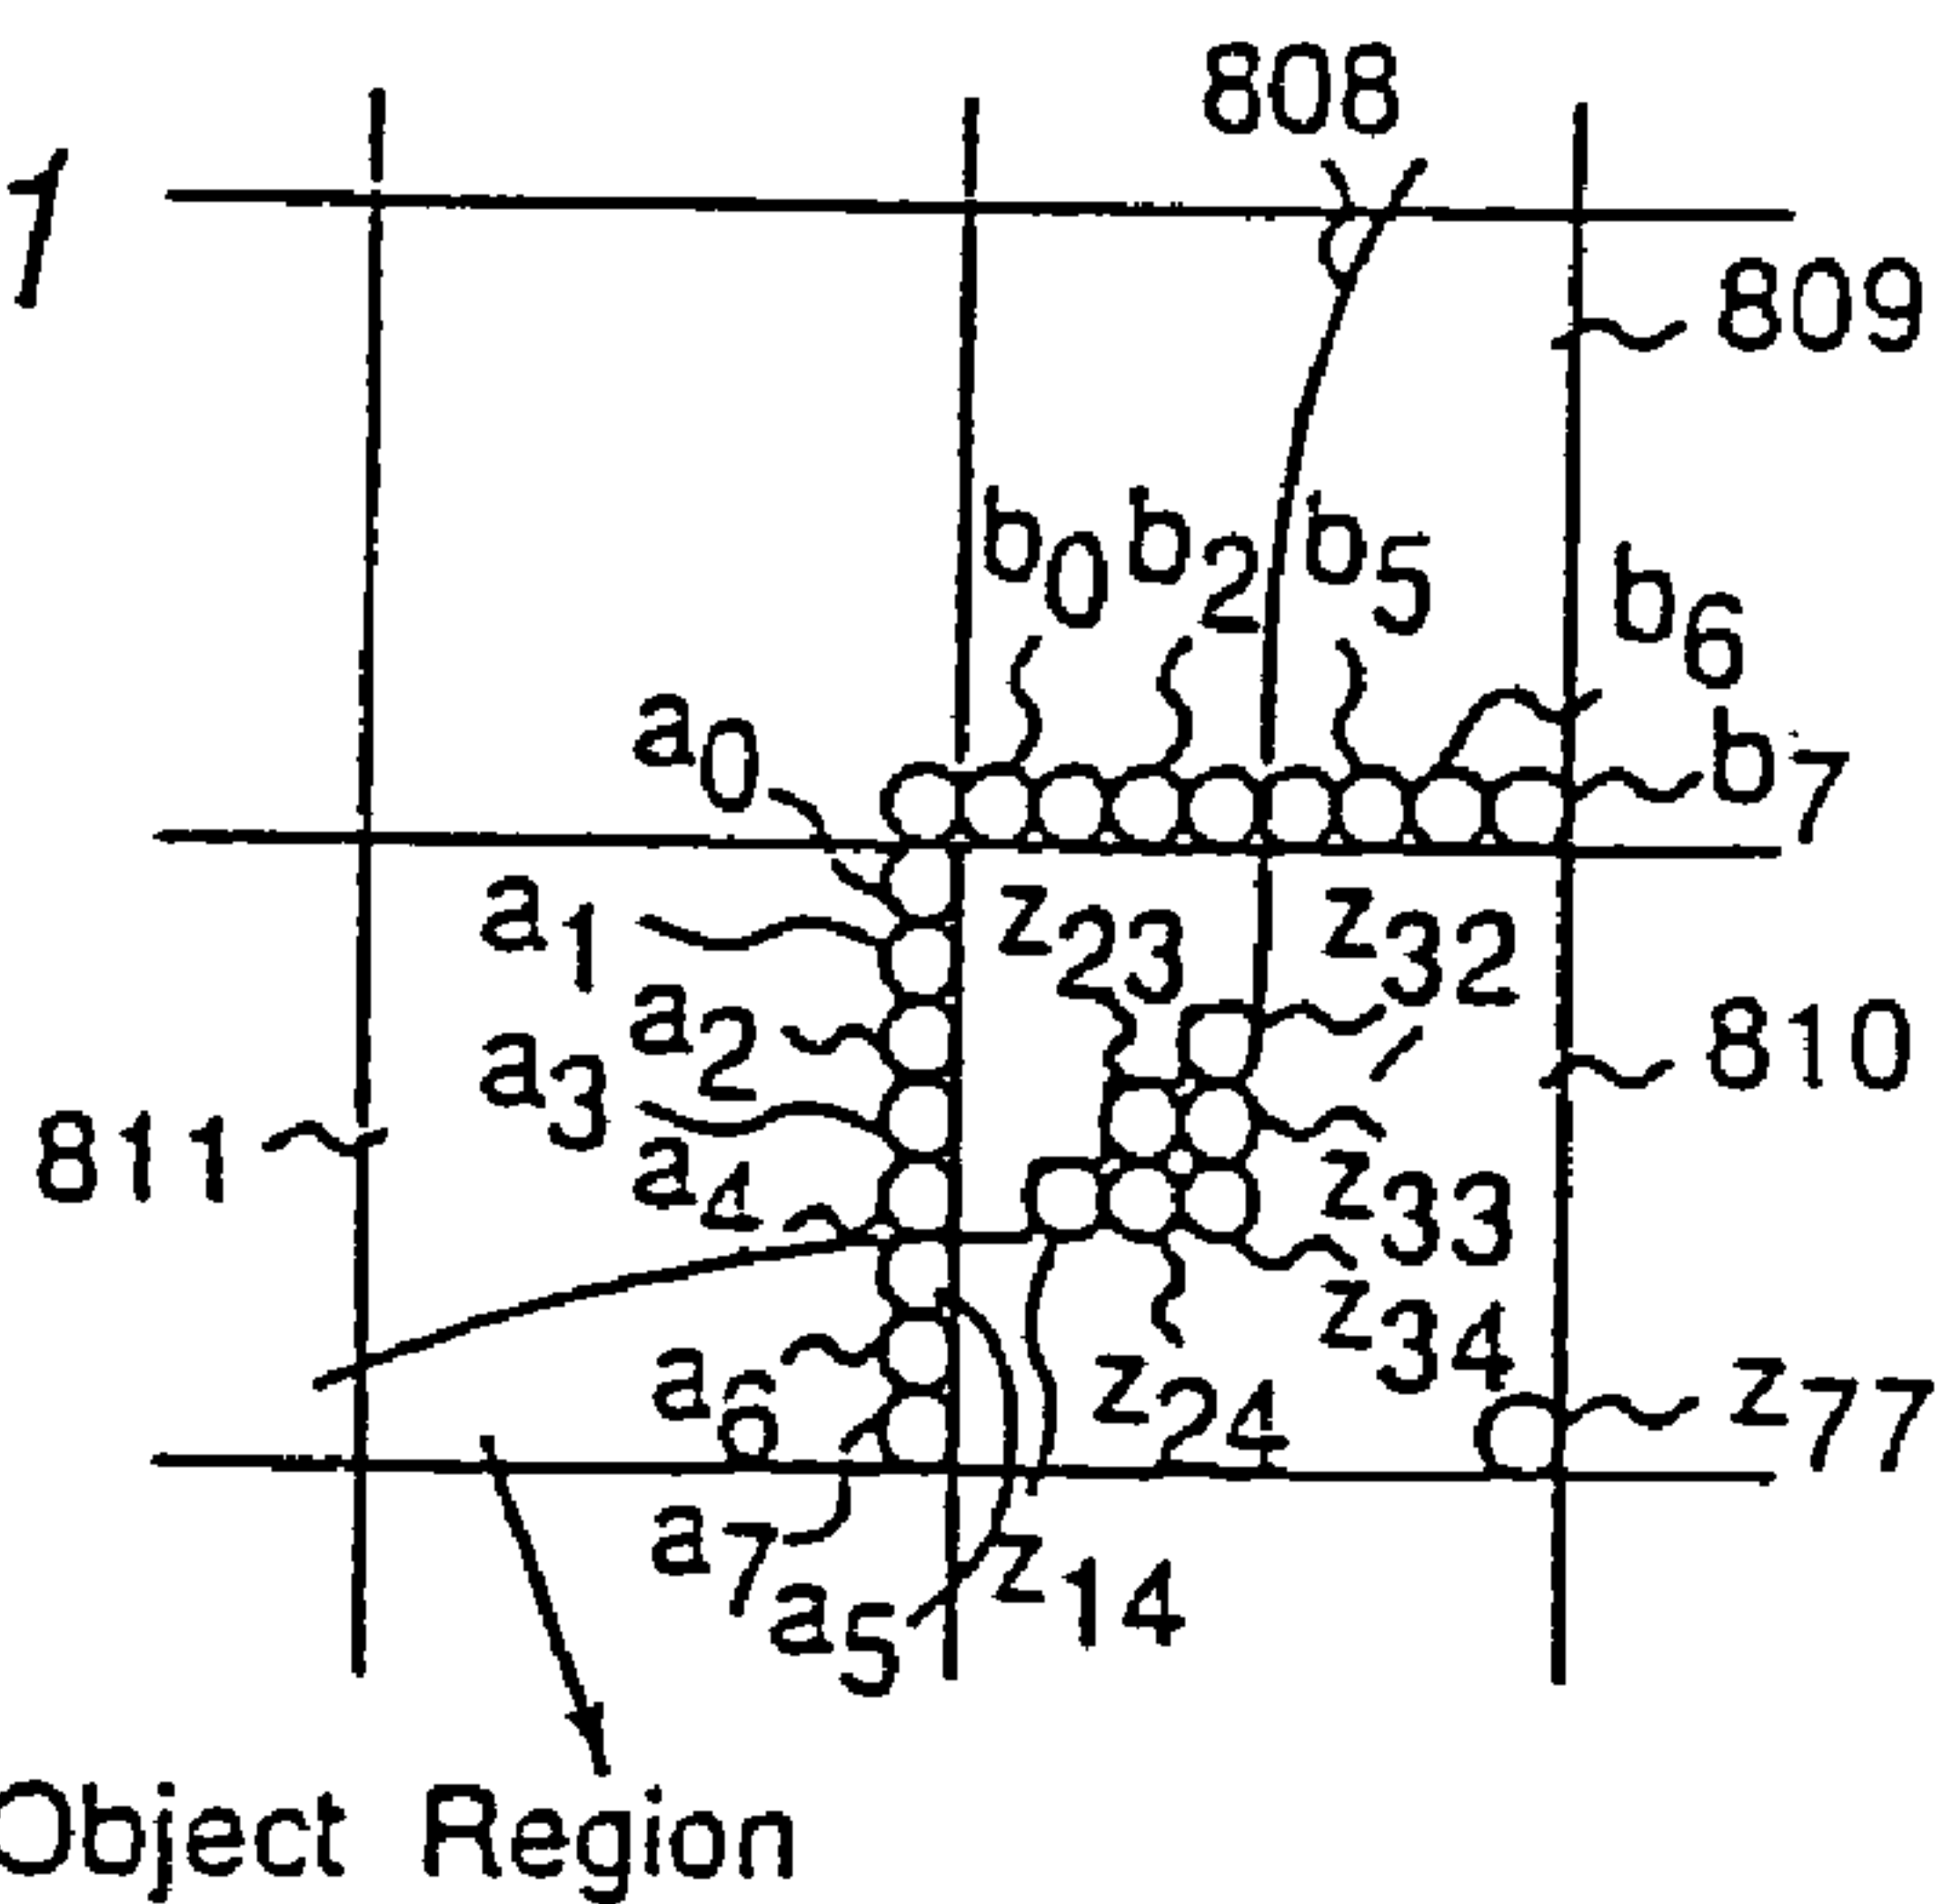 808
1
809
b0 b2 b5
b6
a0
b7
a1
z23
z32
a2
810
a3
811
a4
z33
z34
a6
z24
z77
a7
z14
a5
Object Region